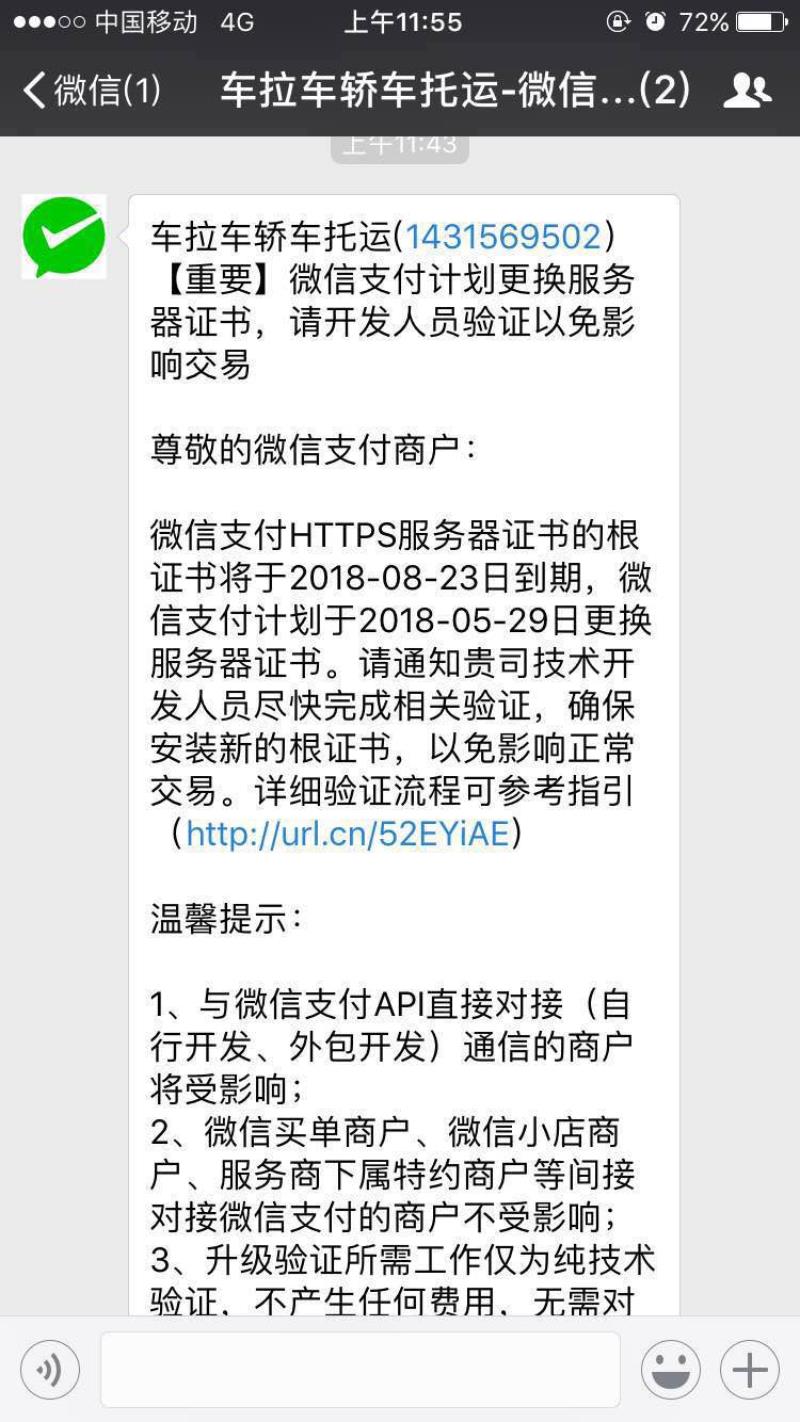 中国移动 4G 上午11:55 72%
微信(1) 车拉车轿车托运-微信...(2)
上午11:43
车拉车轿车托运(1431569502)
【重要】微信支付计划更换服务
器证书，请开发人员验证以免影
响交易
尊敬的微信支付商户：
微信支付HTTPS服务器证书的根
证书将于2018-08-23日到期，微
信支付计划于2018-05-29日更换
服务器证书。请通知贵司技术开
发人员尽快完成相关验证，确保
安装新的根证书，以免影响正常
交易。详细验证流程可参考指引
（http://url.cn/52EYiAE）
温馨提示：
1、与微信支付API直接对接（自
行开发、外包开发）通信的商户
将受影响；
2、微信买单商户、微信小店商
户、服务商下属特约商户等间接
对接微信支付的商户不受影响；
3、升级验证所需工作仅为纯技术
验证，不产生任何费用，无需对